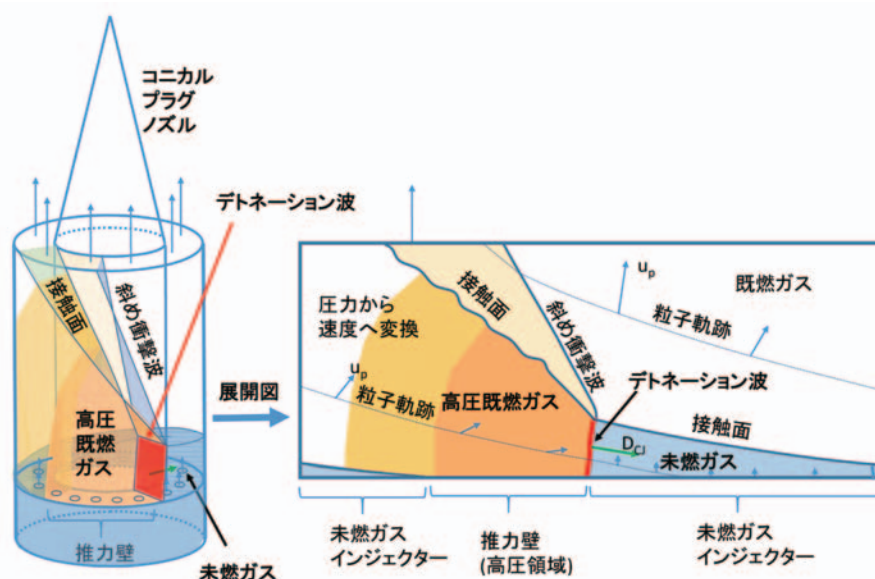 コニカル
プラグ
ノズル
デトネーション波
接触面
斜め衝撃波
高圧
既燃
ガス
推力壁
未燃ガス
展開図
圧力から
速度へ変換
接触面
斜め衝撃波
up
粒子軌跡
既燃ガス
up
粒子軌跡
高圧既燃ガス
デトネーション波
DCJ
接触面
未燃ガス
未燃ガス
インジェクター
推力壁
(高圧領域)
未燃ガス
インジェクター